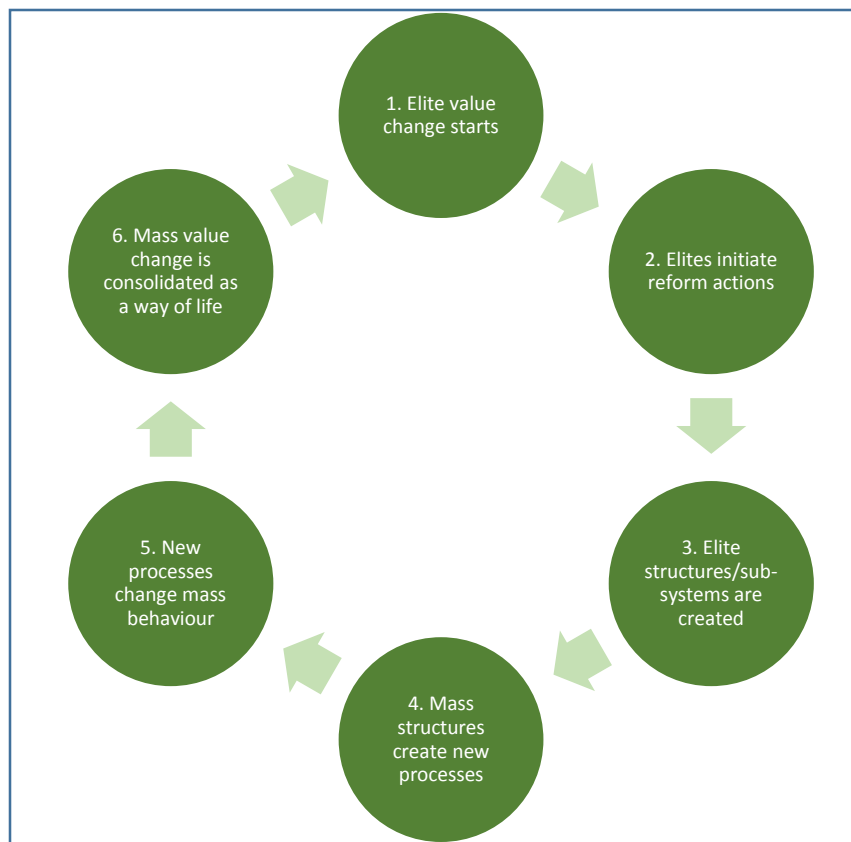 1. Elite value
change starts
2. Elites initiate
reform actions
3. Elite
structures/sub-
systems are
created
4. Mass
structures
create new
processes
5. New
processes
change mass
behaviour
6. Mass value
change is
consolidated as
a way of life